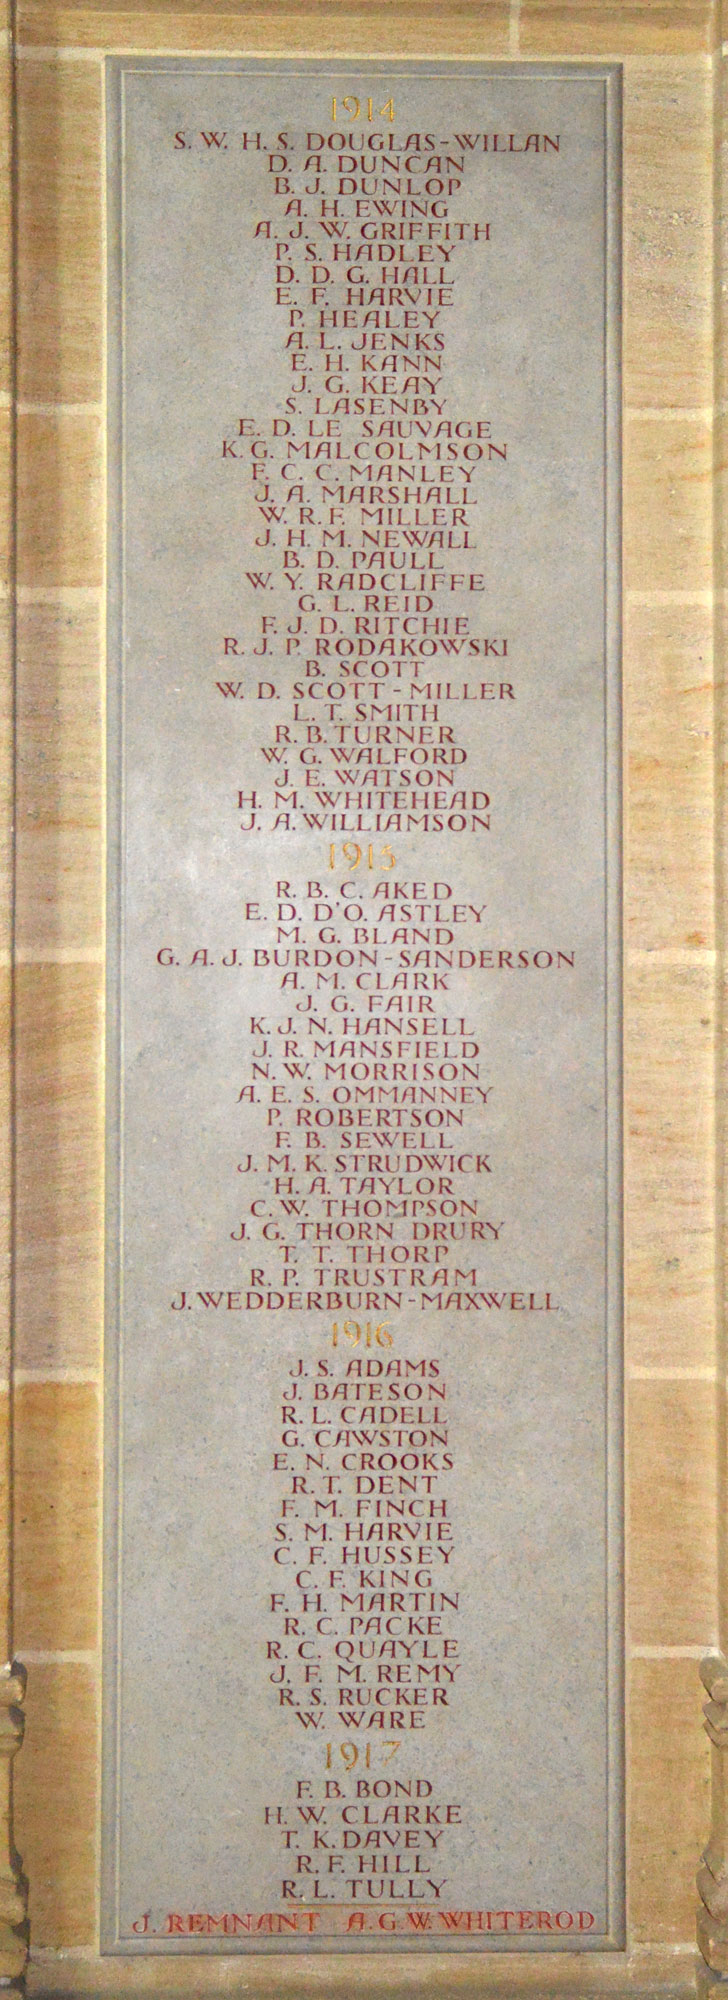 1914
S. W. H. S. DOUGLAS-WILLAN
D. A. DUNCAN
B. J. DUNLOP
A. H. EWING
A. J. W. GRIFFITH
P. S. HADLEY
D. D. G. HALL
E. F. HARVIE
P. HEALEY
A. L. JENKS
E. H. KANN
J. G. KEAY
S. LASENBY
E. D. LE SAUVAGE
K. G. MALCOLMSON
F. C. C. MANLEY
J. A. MARSHALL
W. R. F. MILLER
J. H. M. NEWALL
B. D. PAULL
W. Y. RADCLIFFE
G. L. REID
F. J. D. RITCHIE
R. J. P. RODAKOWSKI
B. SCOTT
W. D. SCOTT-MILLER
L. T. SMITH
R. B. TURNER
W. G. WALFORD
J. E. WATSON
H. M. WHITEHEAD
J. A. WILLIAMSON
1915
R. B. C. AKED
E. D. D'O. ASTLEY
M. G. BLAND
G. A. J. BURDON-SANDERSON
A. M. CLARK
J. G. FAIR
K. J. N. HANSELL
J. R. MANSFIELD
N. W. MORRISON
A. E. S. OMMANNEY
P. ROBERTSON
F. B. SEWELL
J. M. K. STRUDWICK
H. A. TAYLOR
C. W. THOMPSON
J. G. THORN DRURY
T. T. THORP
R. P. TRUSTRAM
J. WEDDERBURN-MAXWELL
1916
J. S. ADAMS
J. BATESON
R. L. CADELL
G. CAWSTON
E. N. CROOKS
R. T. DENT
F. M. FINCH
S. M. HARVIE
C. F. HUSSEY
C. F. KING
F. H. MARTIN
R. C. PACKE
R. C. QUAYLE
J. F. M. REMY
R. S. RUCKER
W. WARE
1917
F. B. BOND
H. W. CLARKE
T. K. DAVEY
R. F. HILL
R. L. TULLY
J. REMNANT A. G. W. WHITEROD